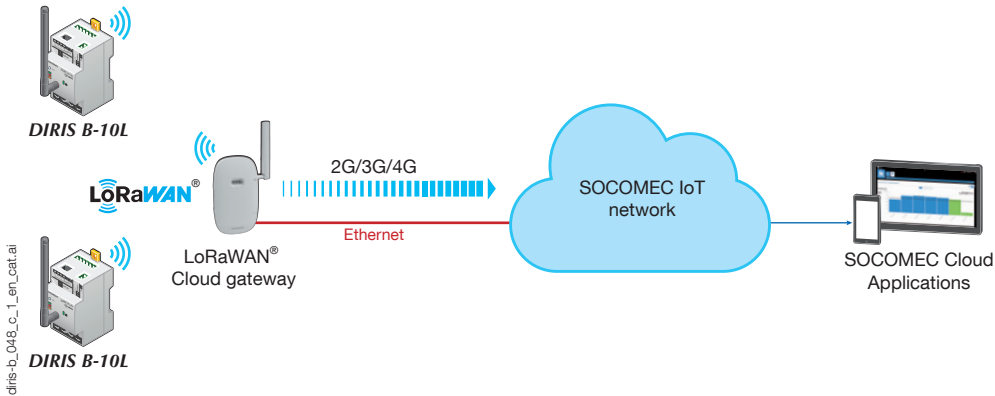 DIRIS B-10L
LoRaWAN®
2G/3G/4G
Ethernet
LoRaWAN®
Cloud gateway
SOCOMEC IoT
network
SOCOMEC Cloud
Applications
DIRIS B-10L
diris-b_048_c_1_en_cat.ai